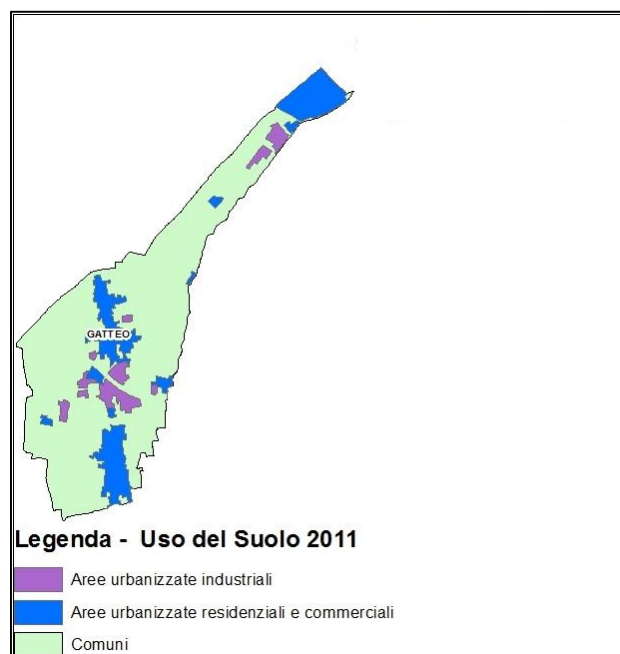 GATTEO
Legenda - Uso del Suolo 2011
Aree urbanizzate industriali
Aree urbanizzate residenziali e commerciali
Comuni